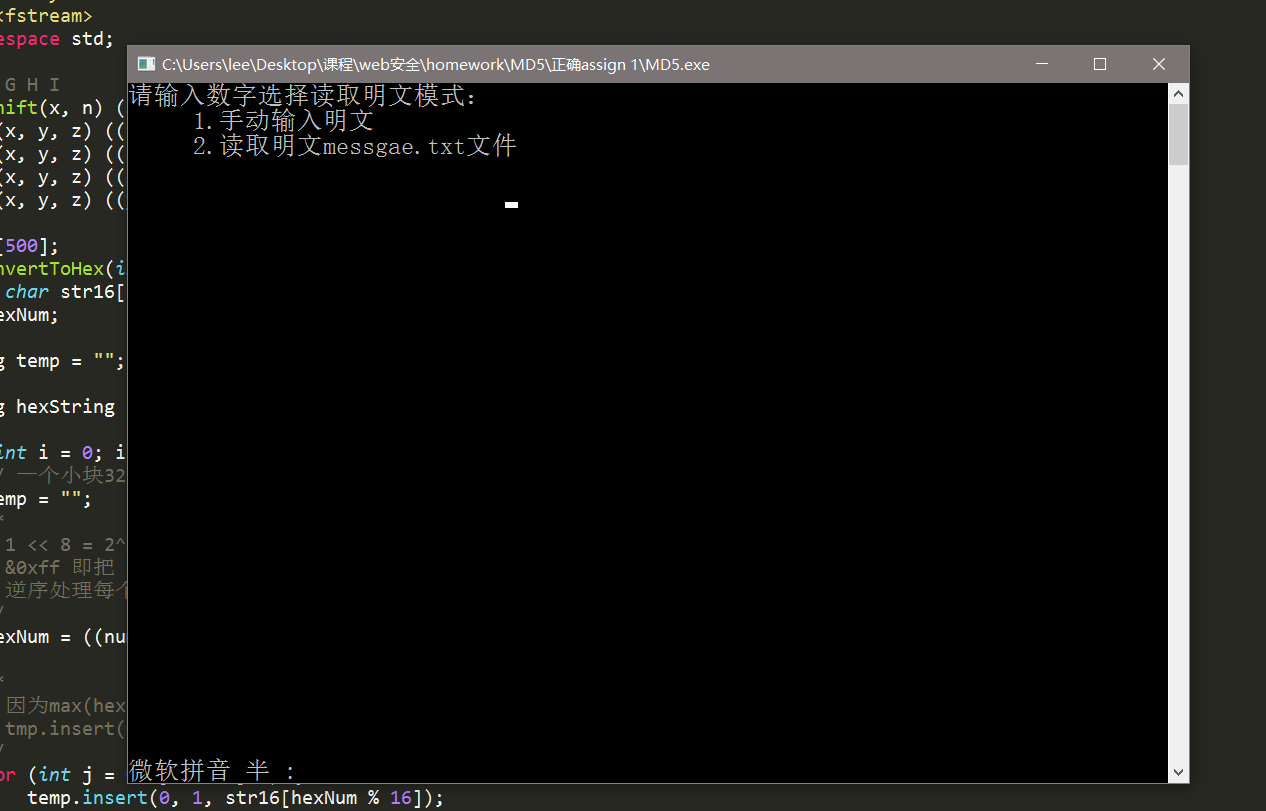 <fstream>
espace std;
G H I
hift(x, n) (
(x, y, z) ((
(x, y, z) ((
(x, y, z) ((
(x, y, z) ((
[500];
nvertToHex(i
char str16[
exNum;
g temp = "";
g hexString
int i = 0; i
/ 一个小块32
emp = "";
*
1 << 8 = 2^
&0xff 即把
逆序处理每个
/
exNum = ((nu
*
因为max(hex
tmp.insert(
/
or (int j =
temp.insert(0, 1, str16[hexNum % 16]);
C:\Users\lee\Desktop\课程\web安全\homework\MD5\正确assign 1\MD5.exe
请输入数字选择读取明文模式:
1.手动输入明文
2.读取明文messgae.txt文件
微软拼音 半 :